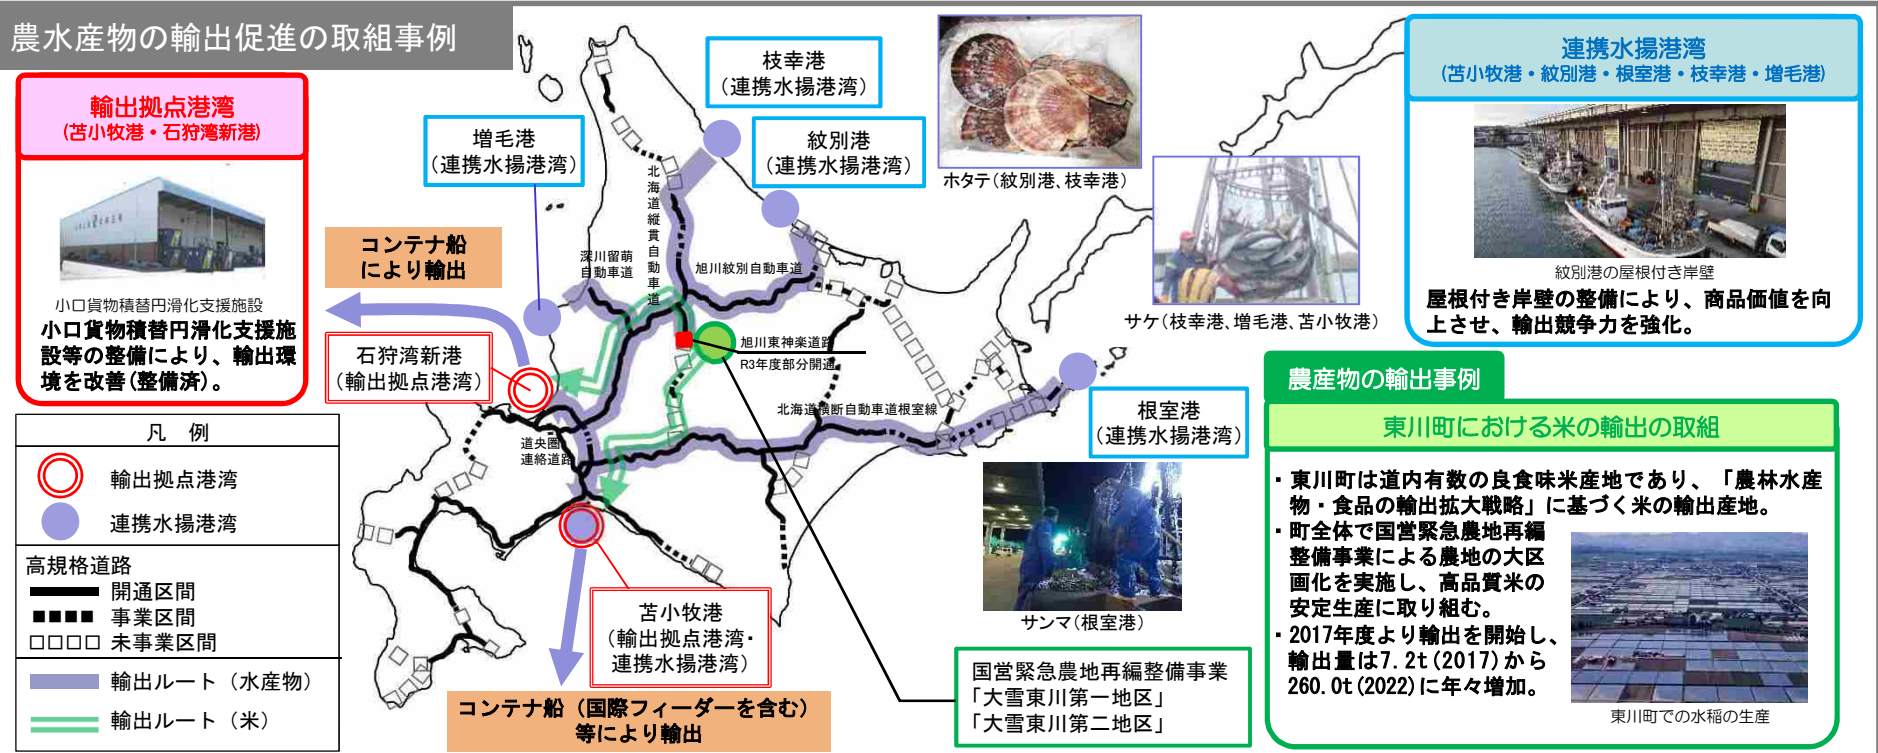 農水産物の輸出促進の取組事例
輸出拠点港湾
(苫小牧港・石狩湾新港)
小口貨物積替円滑化支援施設
小口貨物積替円滑化支援施
設等の整備により、輸出環
境を改善(整備済)。
凡　例
輸出拠点港湾
連携水揚港湾
高規格道路
開通区間
事業区間
未事業区間
輸出ルート（水産物）
輸出ルート（米）
コンテナ船
により輸出
増毛港
（連携水揚港湾）
枝幸港
（連携水揚港湾）
紋別港
（連携水揚港湾）
北海道縦貫自動車道
深川留萌
自動車道
旭川紋別自動車道
石狩湾新港
（輸出拠点港湾）
旭川東神楽道路
R3年度部分開通
北海道横断自動車道根室線
道央圏
連絡道路
根室港
（連携水揚港湾）
苫小牧港
（輸出拠点港湾・
連携水揚港湾）
コンテナ船（国際フィーダーを含む）
等により輸出
ホタテ(紋別港、枝幸港)
サケ(枝幸港、増毛港、苫小牧港)
サンマ(根室港)
国営緊急農地再編整備事業
「大雪東川第一地区」
「大雪東川第二地区」
連携水揚港湾
(苫小牧港・紋別港・根室港・枝幸港・増毛港)
紋別港の屋根付き岸壁
屋根付き岸壁の整備により、商品価値を向
上させ、輸出競争力を強化。
農産物の輸出事例
東川町における米の輸出の取組
・東川町は道内有数の良食味米産地であり、「農林水産
物・食品の輸出拡大戦略」に基づく米の輸出産地。
・町全体で国営緊急農地再編
整備事業による農地の大区
画化を実施し、高品質米の
安定生産に取り組む。
・2017年度より輸出を開始し、
輸出量は7.2t(2017)から
260.0t(2022)に年々増加。
東川町での水稲の生産